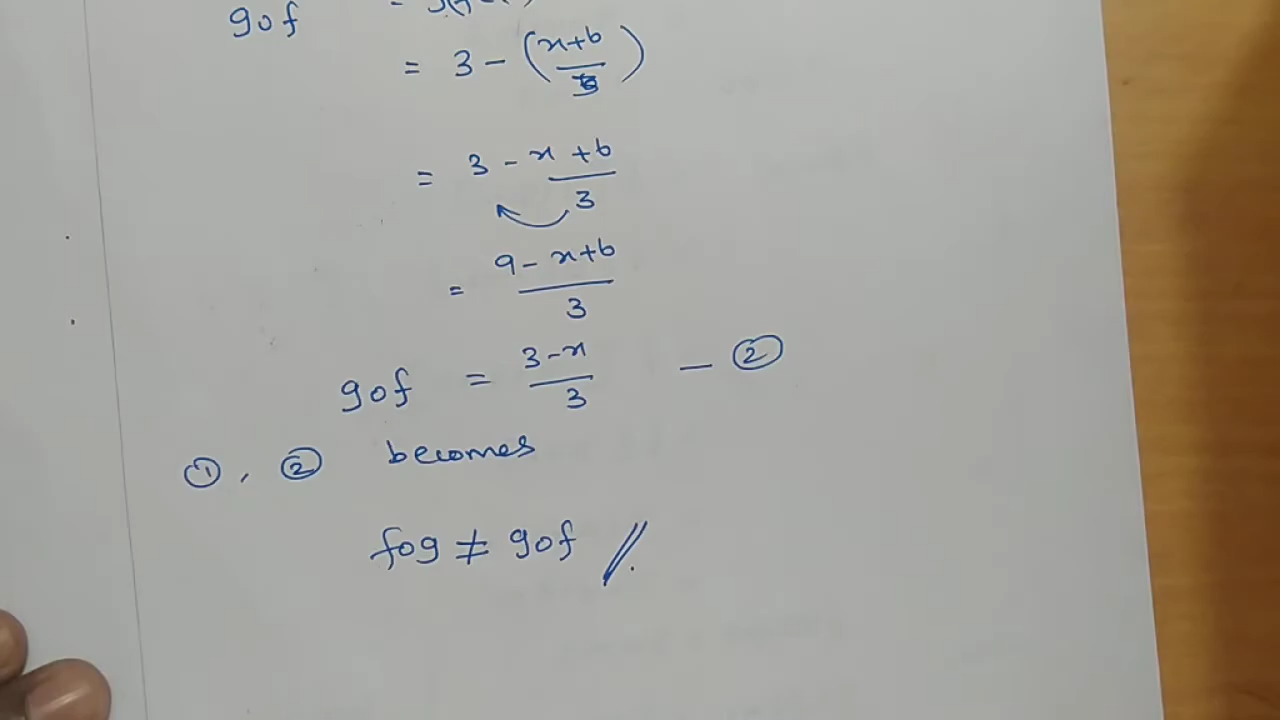 gof
= 3 - (x+6/3)
= 3 - x + 6/3
= 9 - x + 6/3
gof = 3 - x/3 - ②
①, ② becomes
fog ≠ gof //.